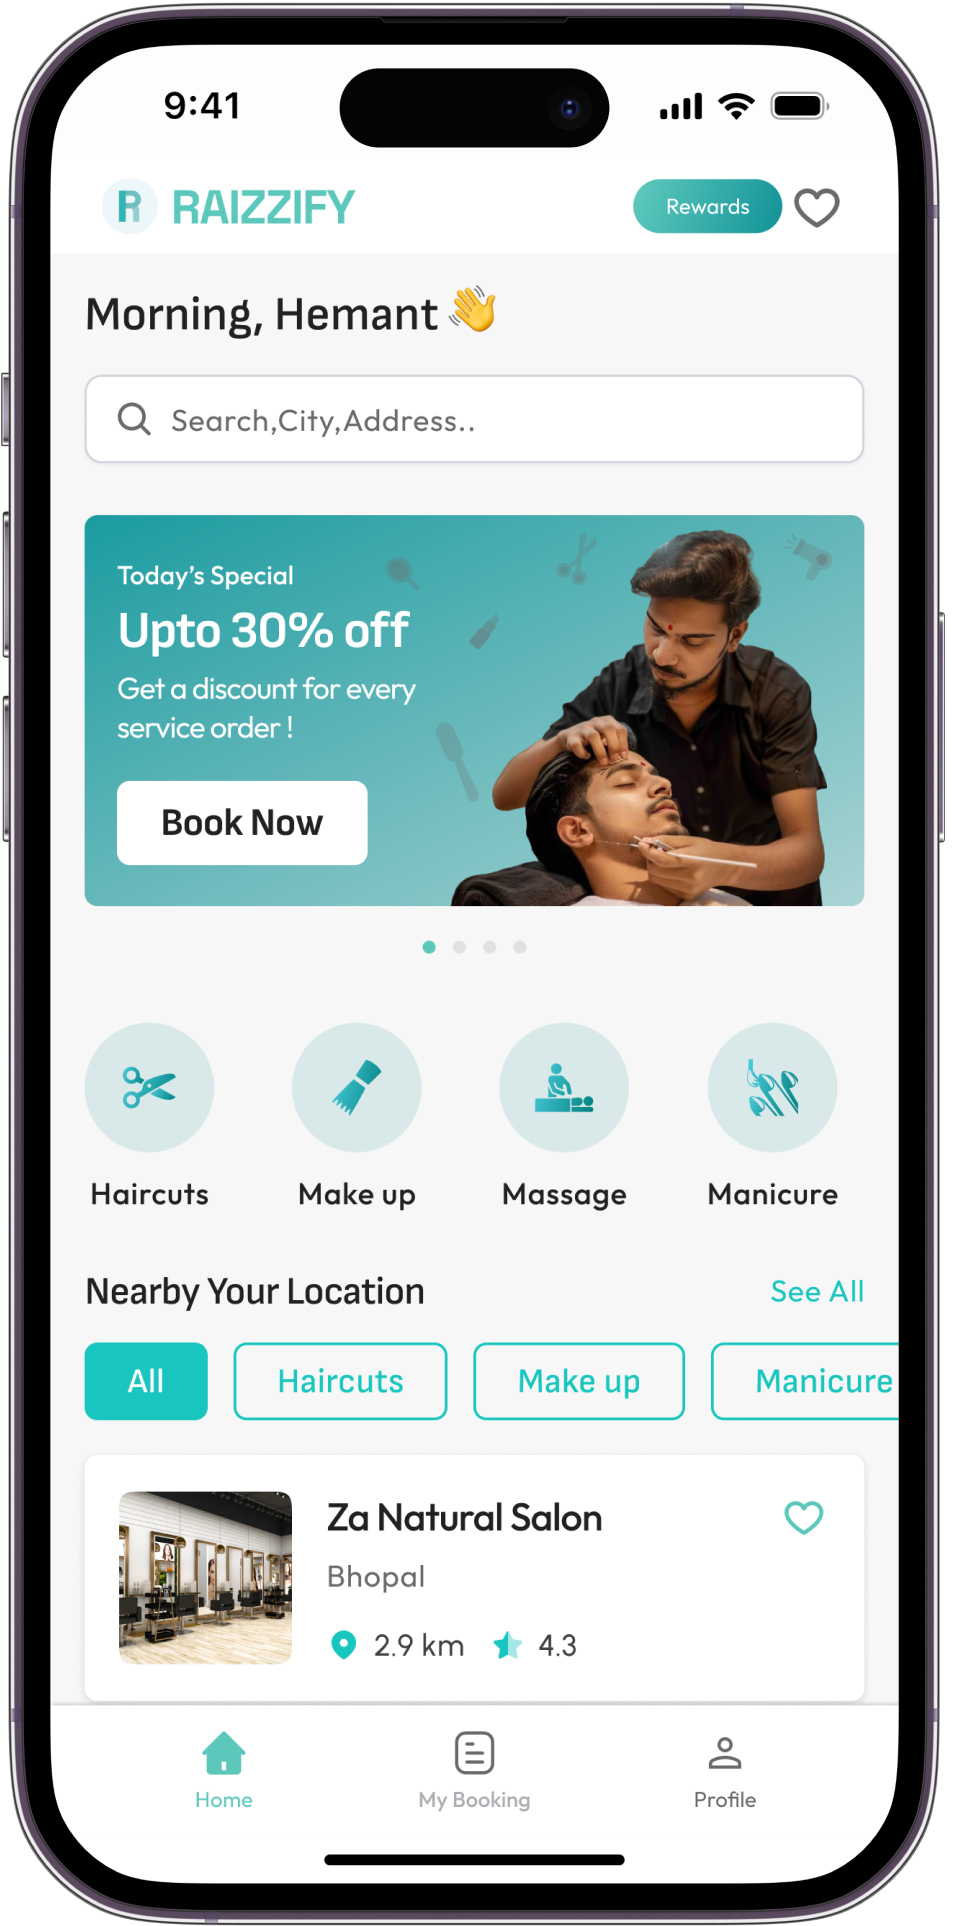 9:41
R RAIZZIFY
Rewards
Morning, Hemant 👋
Search,City,Address..
Today's Special
Upto 30% off
Get a discount for every
service order !
Book Now
Haircuts
Make up
Massage
Manicure
Nearby Your Location
See All
All
Haircuts
Make up
Manicure
Za Natural Salon
Bhopal
2.9 km
4.3
Home
My Booking
Profile